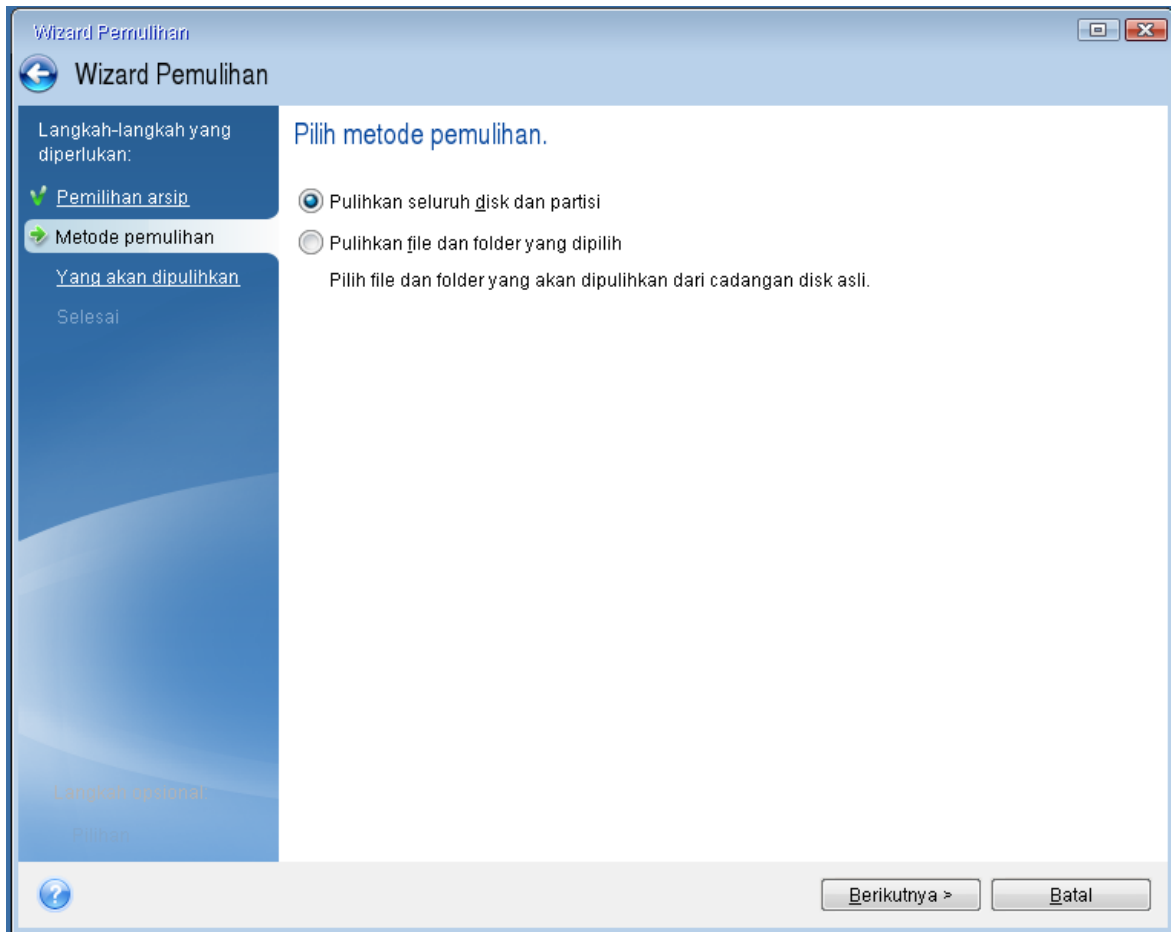 Wizard Pemulihan
Wizard Pemulihan
Langkah-langkah yang
diperlukan:
Pemilihan arsip
Metode pemulihan
Yang akan dipulihkan
Selesai
Langkah opsional:
Pilihan
Pilih metode pemulihan.
Pulihkan seluruh disk dan partisi
Pulihkan file dan folder yang dipilih
Pilih file dan folder yang akan dipulihkan dari cadangan disk asli.
Berikutnya >
Batal